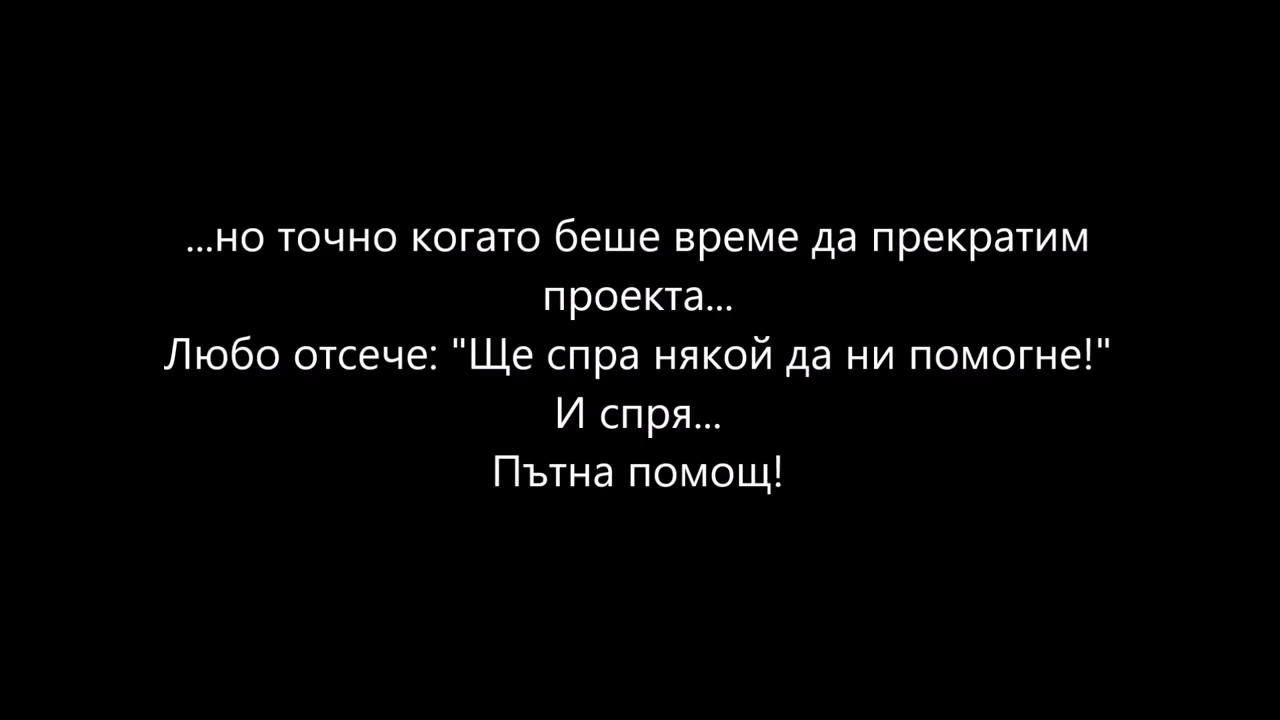 ...но точно когато беше време да прекратим
проекта...
Любо отсече: "Ще спра някой да ни помогне!"
И спря...
Пътна помощ!